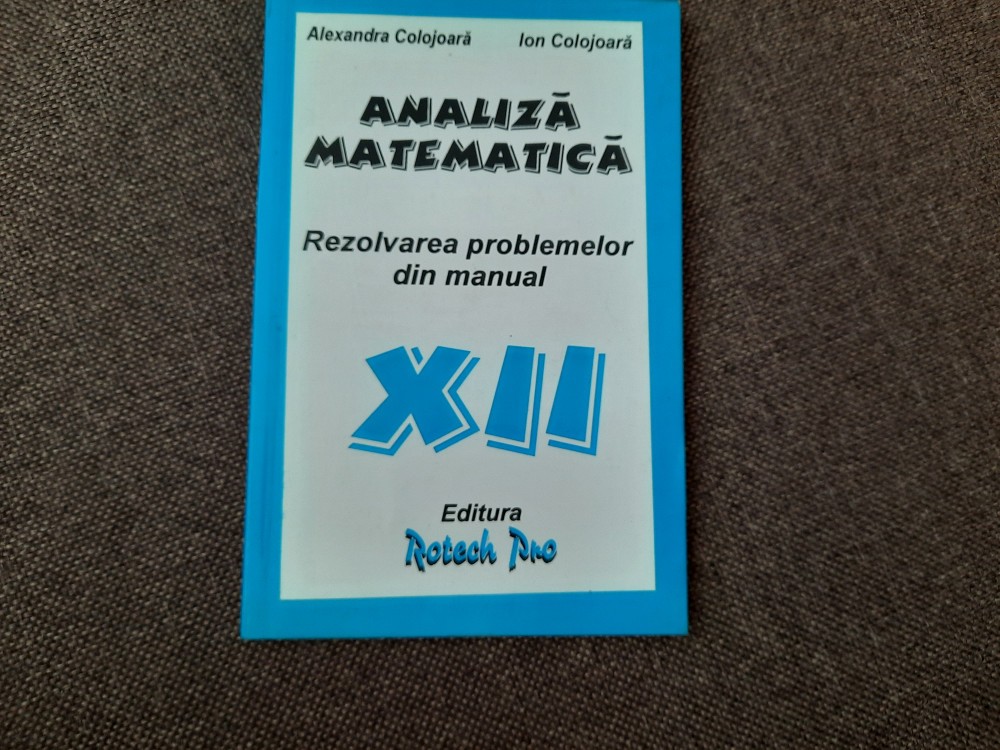 Alexandra Colojoară Ion Colojoară
ANALIZĂ
MATEMATICĂ
Rezolvarea problemelor
din manual
XII
Editura
Rotech Pro